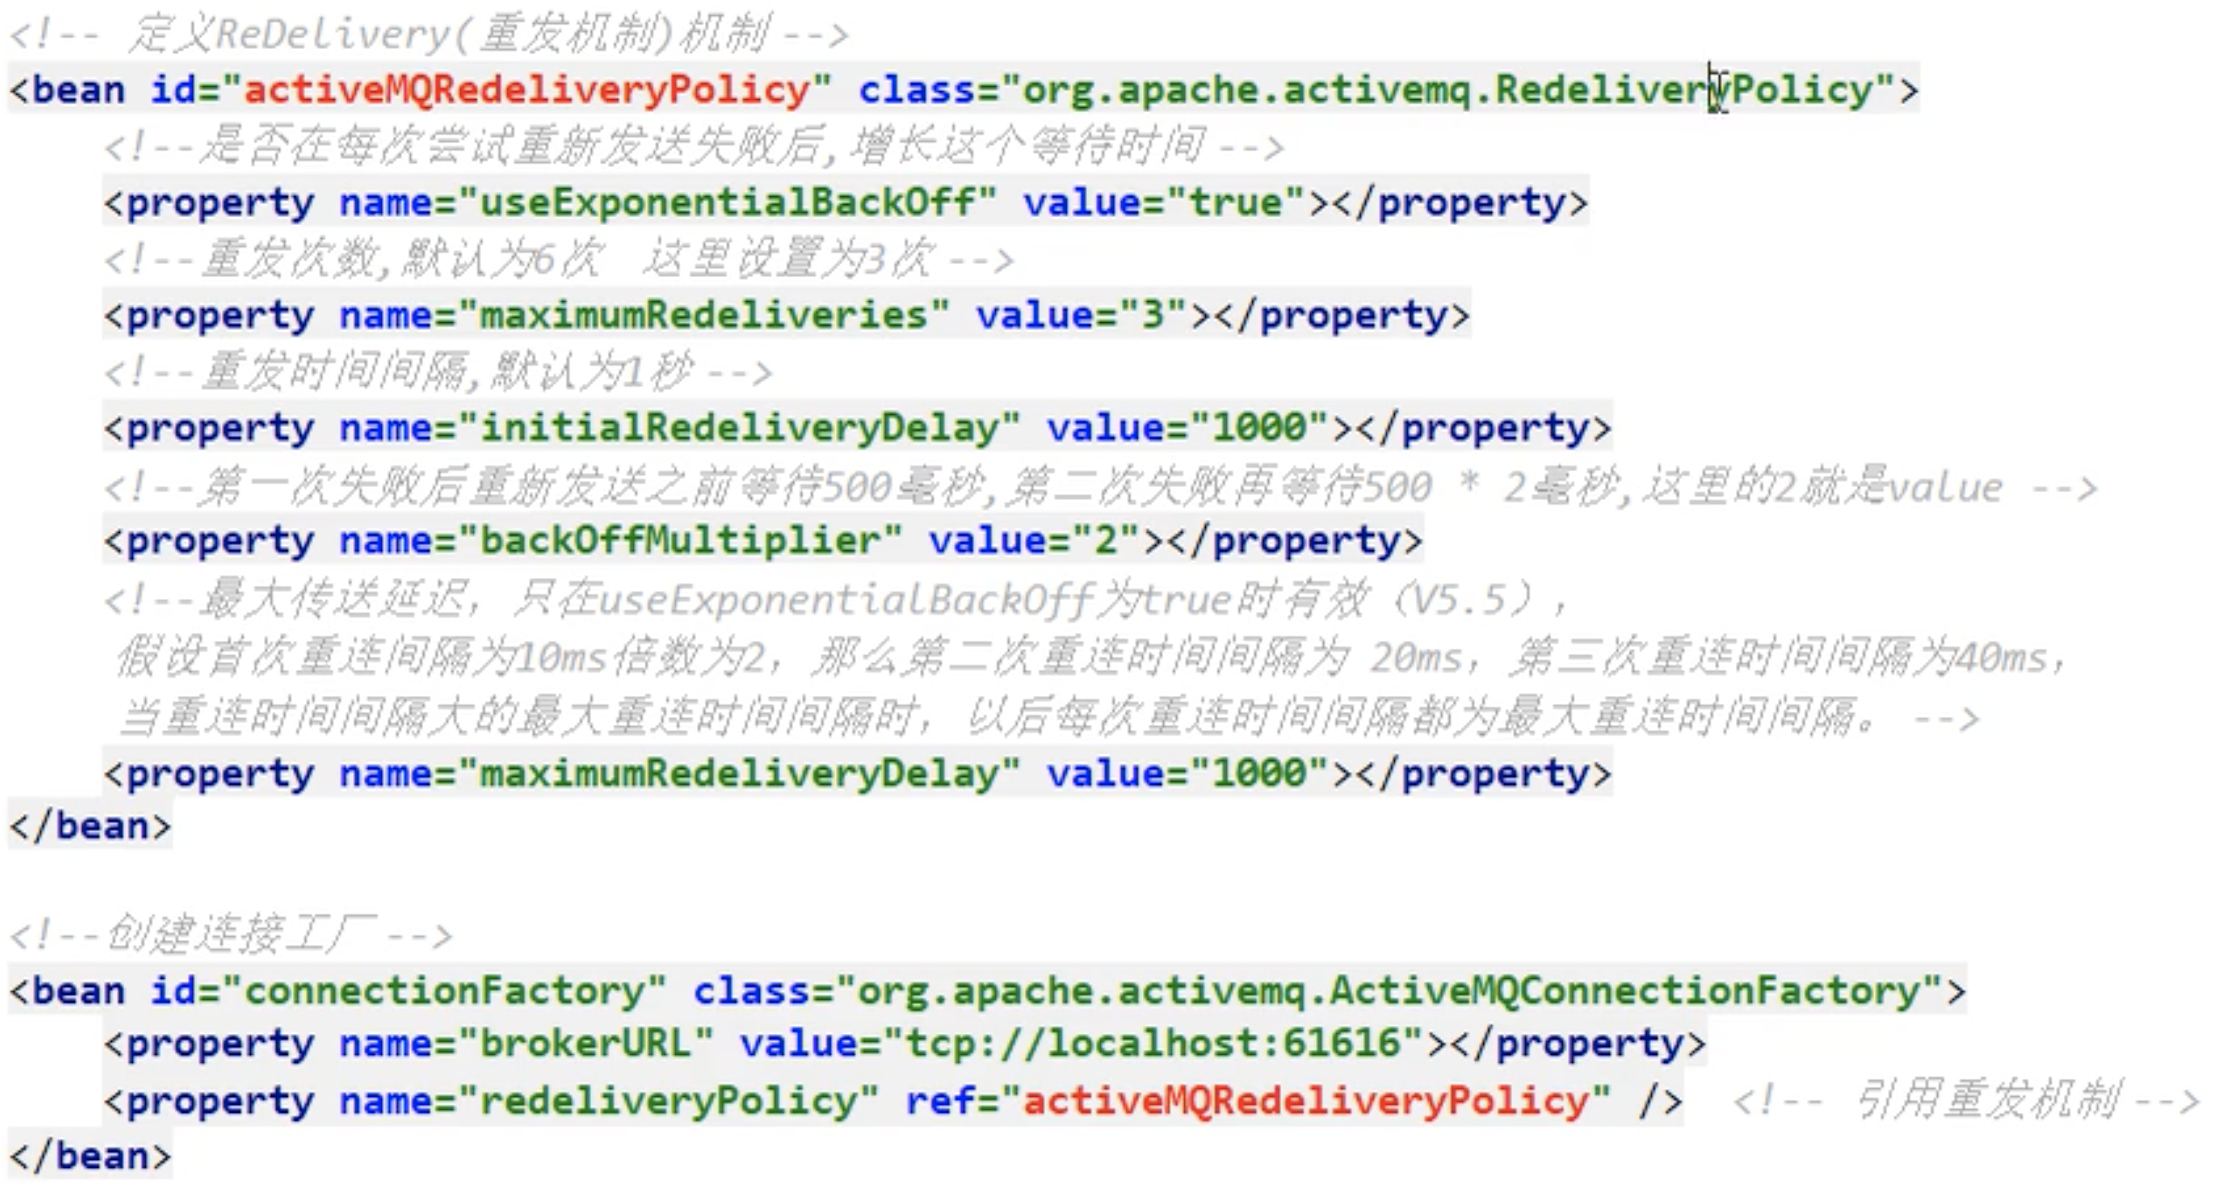 <!-- 定义ReDelivery(重发机制)机制 -->
<bean id="activeMQRedeliveryPolicy" class="org.apache.activemq.RedeliveryPolicy">
    <!--是否在每次尝试重新发送失败后,增长这个等待时间 -->
    <property name="useExponentialBackOff" value="true"></property>
    <!--重发次数,默认为6次  这里设置为3次 -->
    <property name="maximumRedeliveries" value="3"></property>
    <!--重发时间间隔,默认为1秒 -->
    <property name="initialRedeliveryDelay" value="1000"></property>
    <!--第一次失败后重新发送之前等待500毫秒,第二次失败再等待500 * 2毫秒,这里的2就是value -->
    <property name="backOffMultiplier" value="2"></property>
    <!--最大传送延迟，只在useExponentialBackOff为true时有效（V5.5），
    假设首次重连间隔为10ms倍数为2，那么第二次重连时间间隔为 20ms，第三次重连时间间隔为40ms，
    当重连时间间隔大的最大重连时间间隔时，以后每次重连时间间隔都为最大重连时间间隔。-->
    <property name="maximumRedeliveryDelay" value="1000"></property>
</bean>
<!--创建连接工厂 -->
<bean id="connectionFactory" class="org.apache.activemq.ActiveMQConnectionFactory">
    <property name="brokerURL" value="tcp://localhost:61616"></property>
    <property name="redeliveryPolicy" ref="activeMQRedeliveryPolicy" />  <!-- 引用重发机制 -->
</bean>